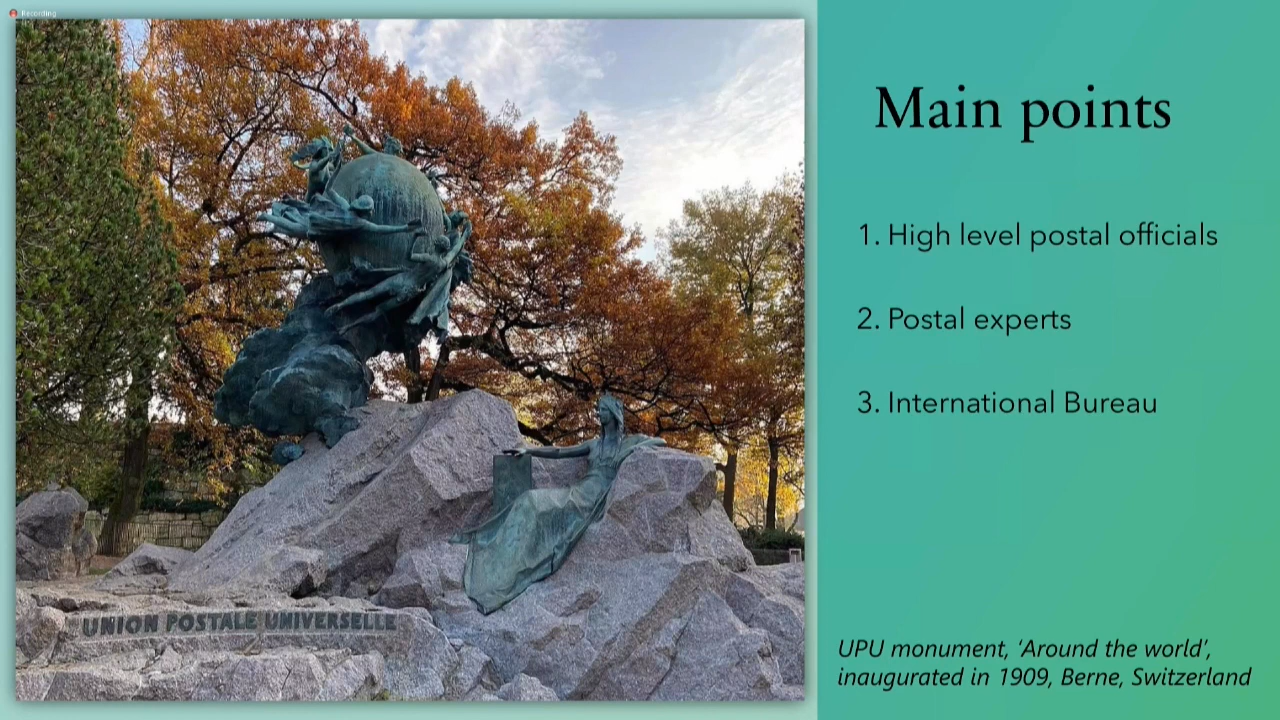 Recording
Main points
1. High level postal officials
2. Postal experts
3. International Bureau
UNION POSTALE UNIVERSELLE
UPU monument, ‘Around the world’,
inaugurated in 1909, Berne, Switzerland